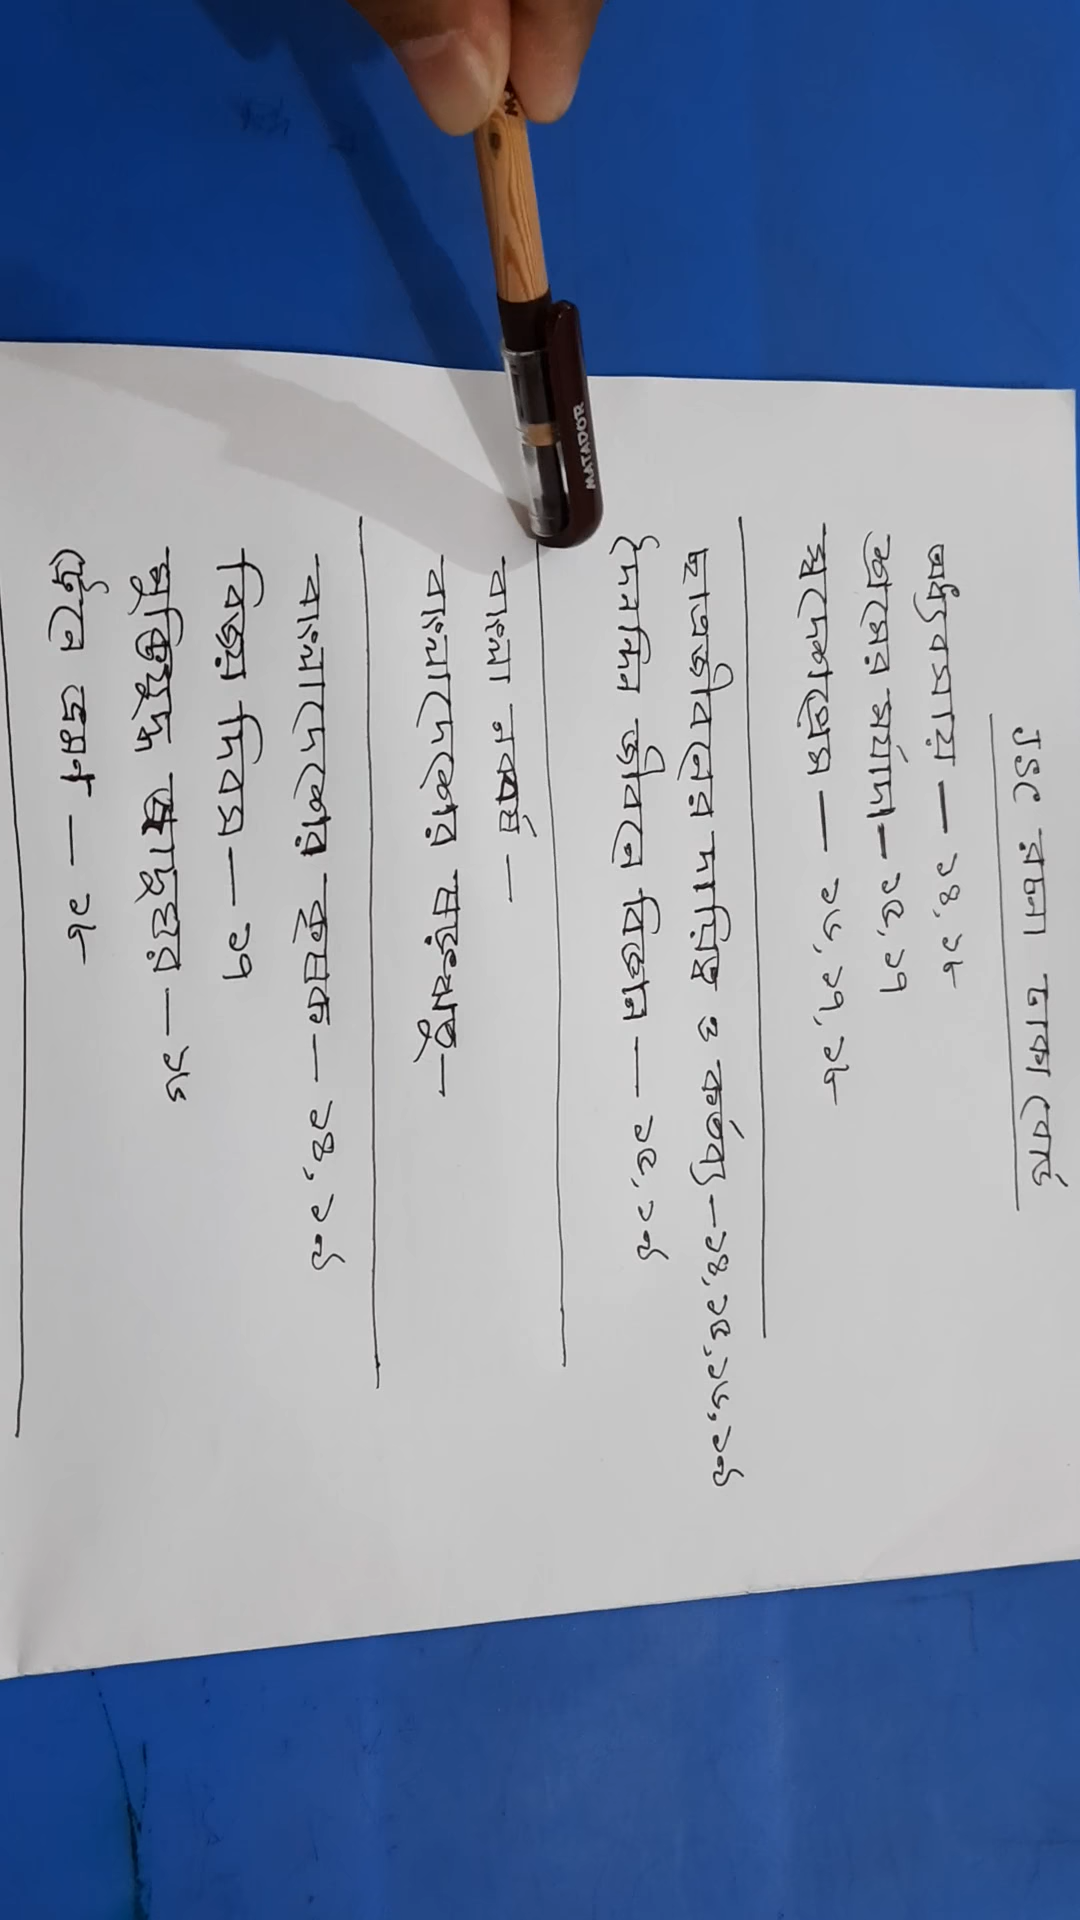 JSC রচনা ঢাকা বোর্ড
অধ্যবসায় — ১৪, ১৮
শ্রমের মর্যাদা — ১৫, ১৭
স্বদেশপ্রেম — ১৬, ১৭, ১৮
ছাত্রজীবনের দায়িত্ব ও কর্তব্য — ১৪, ১৫, ১৬, ১৯
দৈনন্দিন জীবনে বিজ্ঞান — ১৫, ১৯
বাংলা নববর্ষ —
বাংলাদেশের ষড়ঋতু —
বাংলাদেশের কৃষক — ১৪, ১৯
বিজয় দিবস — ১৭
মুক্তিযুদ্ধ জাদুঘর — ১৬
ট্রেনে ভ্রমণ — ১৮
MATADOR